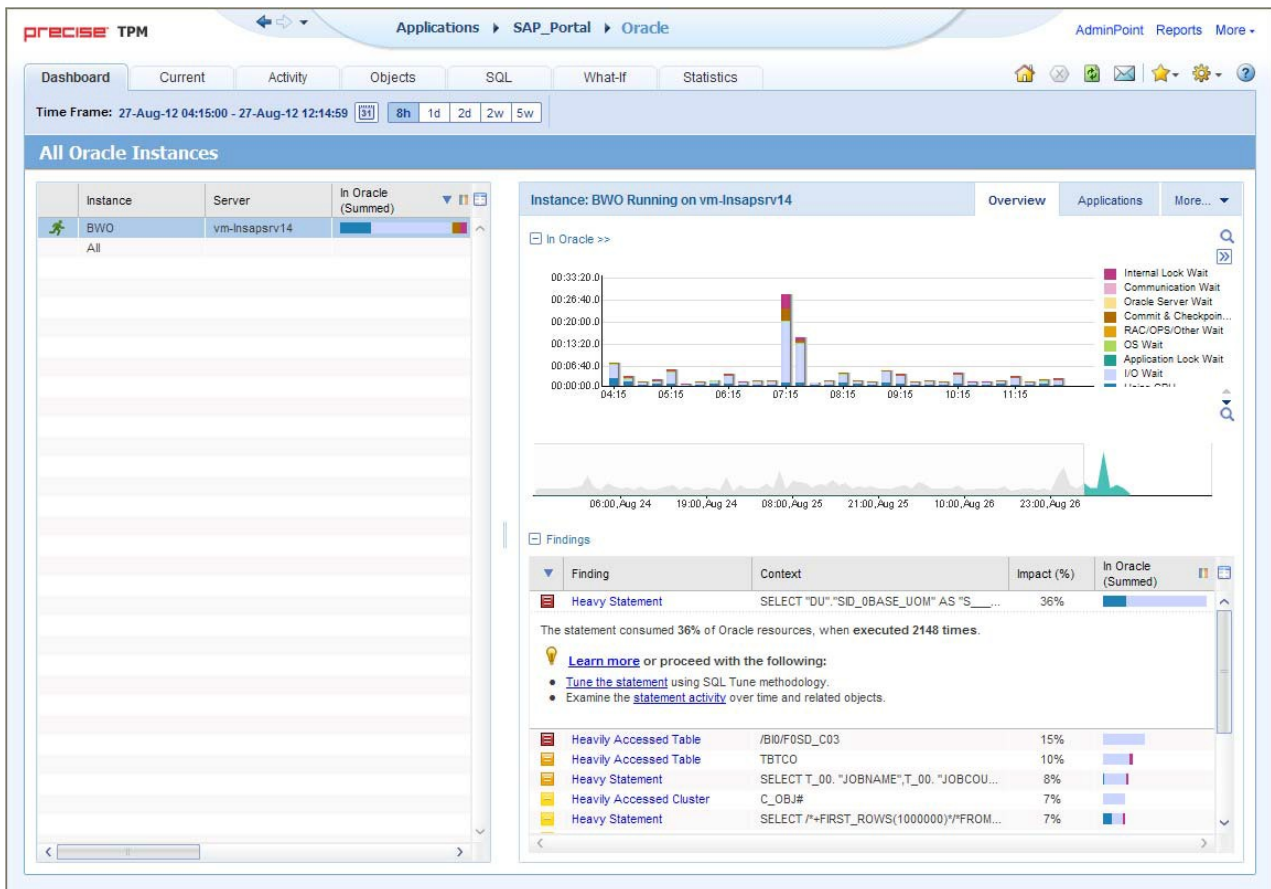 precise TPM
Applications SAP_Portal Oracle
AdminPoint Reports More
Dashboard Current Activity Objects SQL What-If Statistics
Time Frame: 27-Aug-12 04:15:00 - 27-Aug-12 12:14:59 31 8h 1d 2d 2w 5w
All Oracle Instances
Instance Server In Oracle (Summed)
BWO vm-lnsapsrv14
All
Instance: BWO Running on vm-lnsapsrv14 Overview Applications More...
In Oracle >>
00:33:20.0
00:26:40.0
00:20:00.0
00:13:20.0
00:06:40.0
00:00:00.0
04:15 05:15 06:15 07:15 08:15 09:15 10:15 11:15
Internal Lock Wait
Communication Wait
Oracle Server Wait
Commit & Checkpoin...
RAC/OPS/Other Wait
OS Wait
Application Lock Wait
I/O Wait
Using CPU
06:00,Aug 24 19:00,Aug 24 08:00,Aug 25 21:00,Aug 25 10:00,Aug 26 23:00,Aug 26
Findings
Finding Context Impact (%) In Oracle (Summed)
Heavy Statement SELECT "DU"."SID_0BASE_UOM" AS "S___... 36%
The statement consumed 36% of Oracle resources, when executed 2148 times.
Learn more or proceed with the following:
• Tune the statement using SQL Tune methodology.
• Examine the statement activity over time and related objects.
Heavily Accessed Table /BI0/F0SD_C03 15%
Heavily Accessed Table TBTCO 10%
Heavy Statement SELECT T_00. "JOBNAME",T_00. "JOBCOU... 8%
Heavily Accessed Cluster C_OBJ# 7%
Heavy Statement SELECT /*+FIRST_ROWS(1000000)*/*FROM... 7%